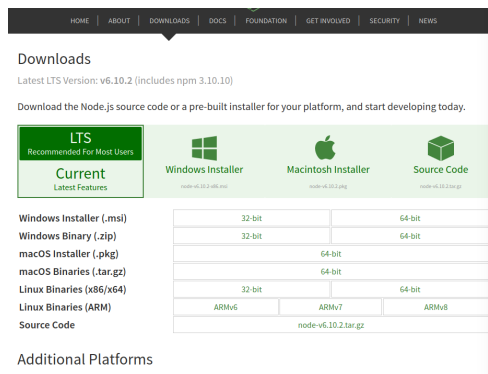 HOME ABOUT DOWNLOADS DOCS FOUNDATION GET INVOLVED SECURITY NEWS
Downloads
Latest LTS Version: v6.10.2 (includes npm 3.10.10)
Download the Node.js source code or a pre-built installer for your platform, and start developing today.
LTS
Recommended For Most Users
Current
Latest Features
Windows Installer
node-v6.10.2-x86.msi
Macintosh Installer
node-v6.10.2.pkg
Source Code
node-v6.10.2.tar.gz
Windows Installer (.msi) 32-bit 64-bit
Windows Binary (.zip) 32-bit 64-bit
macOS Installer (.pkg) 64-bit
macOS Binaries (.tar.gz) 64-bit
Linux Binaries (x86/x64) 32-bit 64-bit
Linux Binaries (ARM) ARMv6 ARMv7 ARMv8
Source Code node-v6.10.2.tar.gz
Additional Platforms